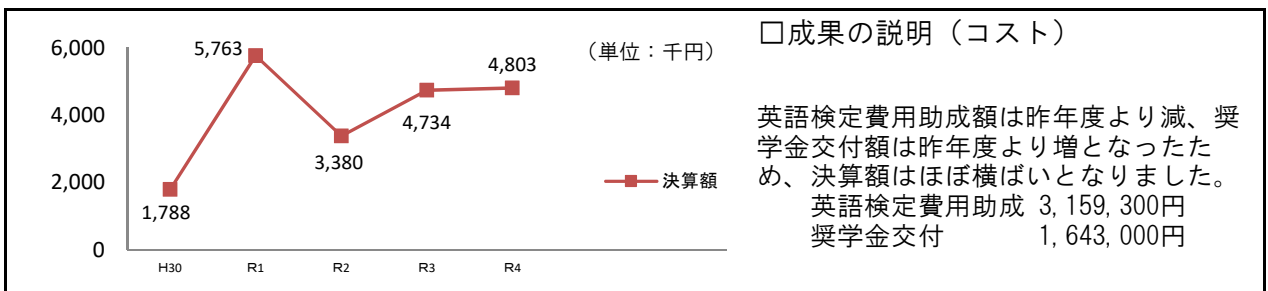 6,000
4,000
2,000
0
5,763
(単位：千円)
4,803
4,734
3,380
1,788
決算額
H30
R1
R2
R3
R4
□成果の説明（コスト）
英語検定費用助成額は昨年度より減、奨
学金交付額は昨年度より増となったた
め、決算額はほぼ横ばいとなりました。
英語検定費用助成 3,159,300円
奨学金交付 1,643,000円